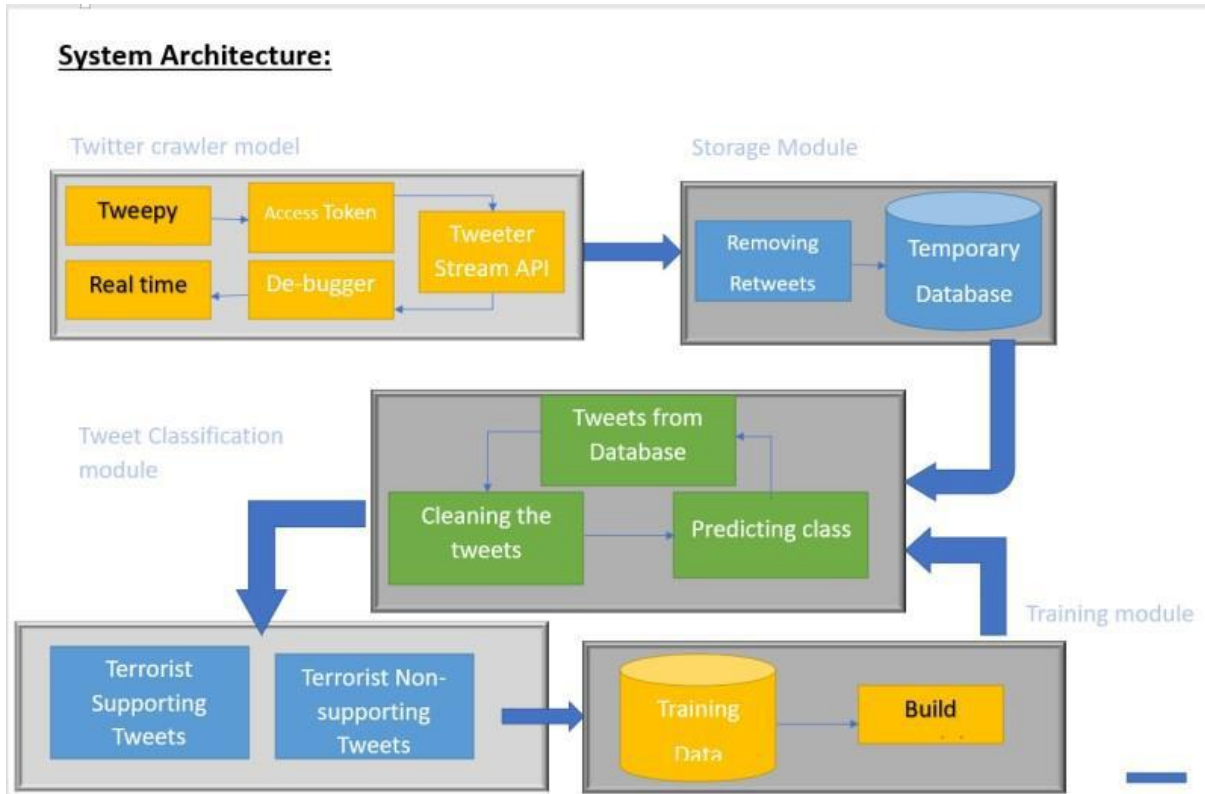 System Architecture:
Twitter crawler model
Storage Module
Tweepy
Access Token
Tweeter
Stream API
Real time
De-bugger
Removing
Retweets
Temporary
Database
Tweet Classification
module
Tweets from
Database
Cleaning the
tweets
Predicting class
Training module
Terrorist
Supporting
Tweets
Terrorist Non-
supporting
Tweets
Training
Data
Build